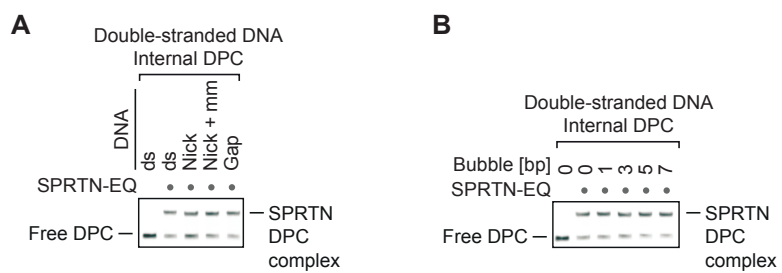 A
Double-stranded DNA
Internal DPC
DNA
ds
ds
Nick
Nick + mm
Gap
SPRTN-EQ
Free DPC
SPRTN
DPC
complex
B
Double-stranded DNA
Internal DPC
Bubble [bp] 0 0 1 3 5 7
SPRTN-EQ
Free DPC
SPRTN
DPC
complex